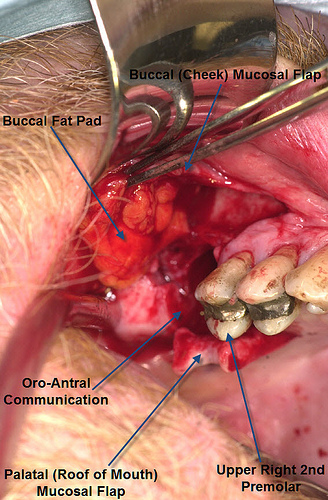 Buccal (Cheek) Mucosal Flap
Buccal Fat Pad
Oro-Antral
Communication
Palatal (Roof of Mouth)
Mucosal Flap
Upper Right 2nd
Premolar